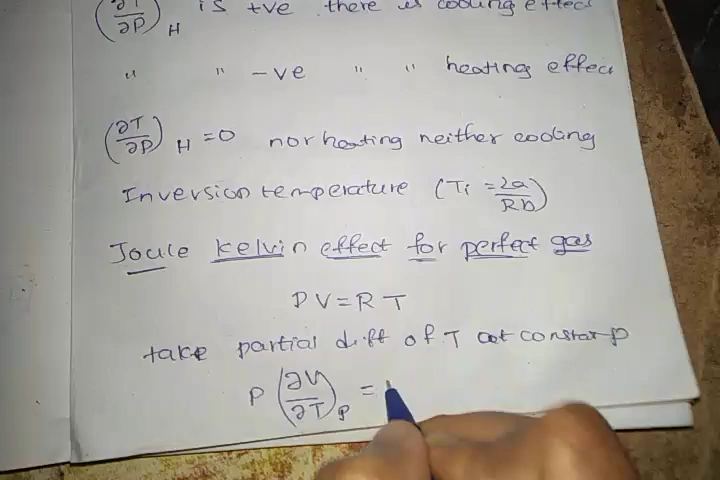 (∂T/∂P)H is +ve there is cooling effect
" " -ve " " heating effec
(∂T/∂P)H =0 nor heating neither cooling
Inversion temperature (Ti = 2a/Rb)
Joule kelvin effect for perfect gas
PV=RT
take partial diff of T at constant p
P(∂V/∂T)P =